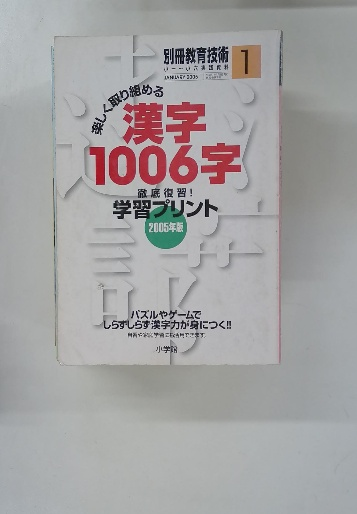 別冊教育技術
JANUARY 2005
1
楽しく取り組める
漢字
1006字
徹底復習!
学習プリント
2005年版
パズルやゲームで
しらずしらず漢字力が身につく!!
小学館